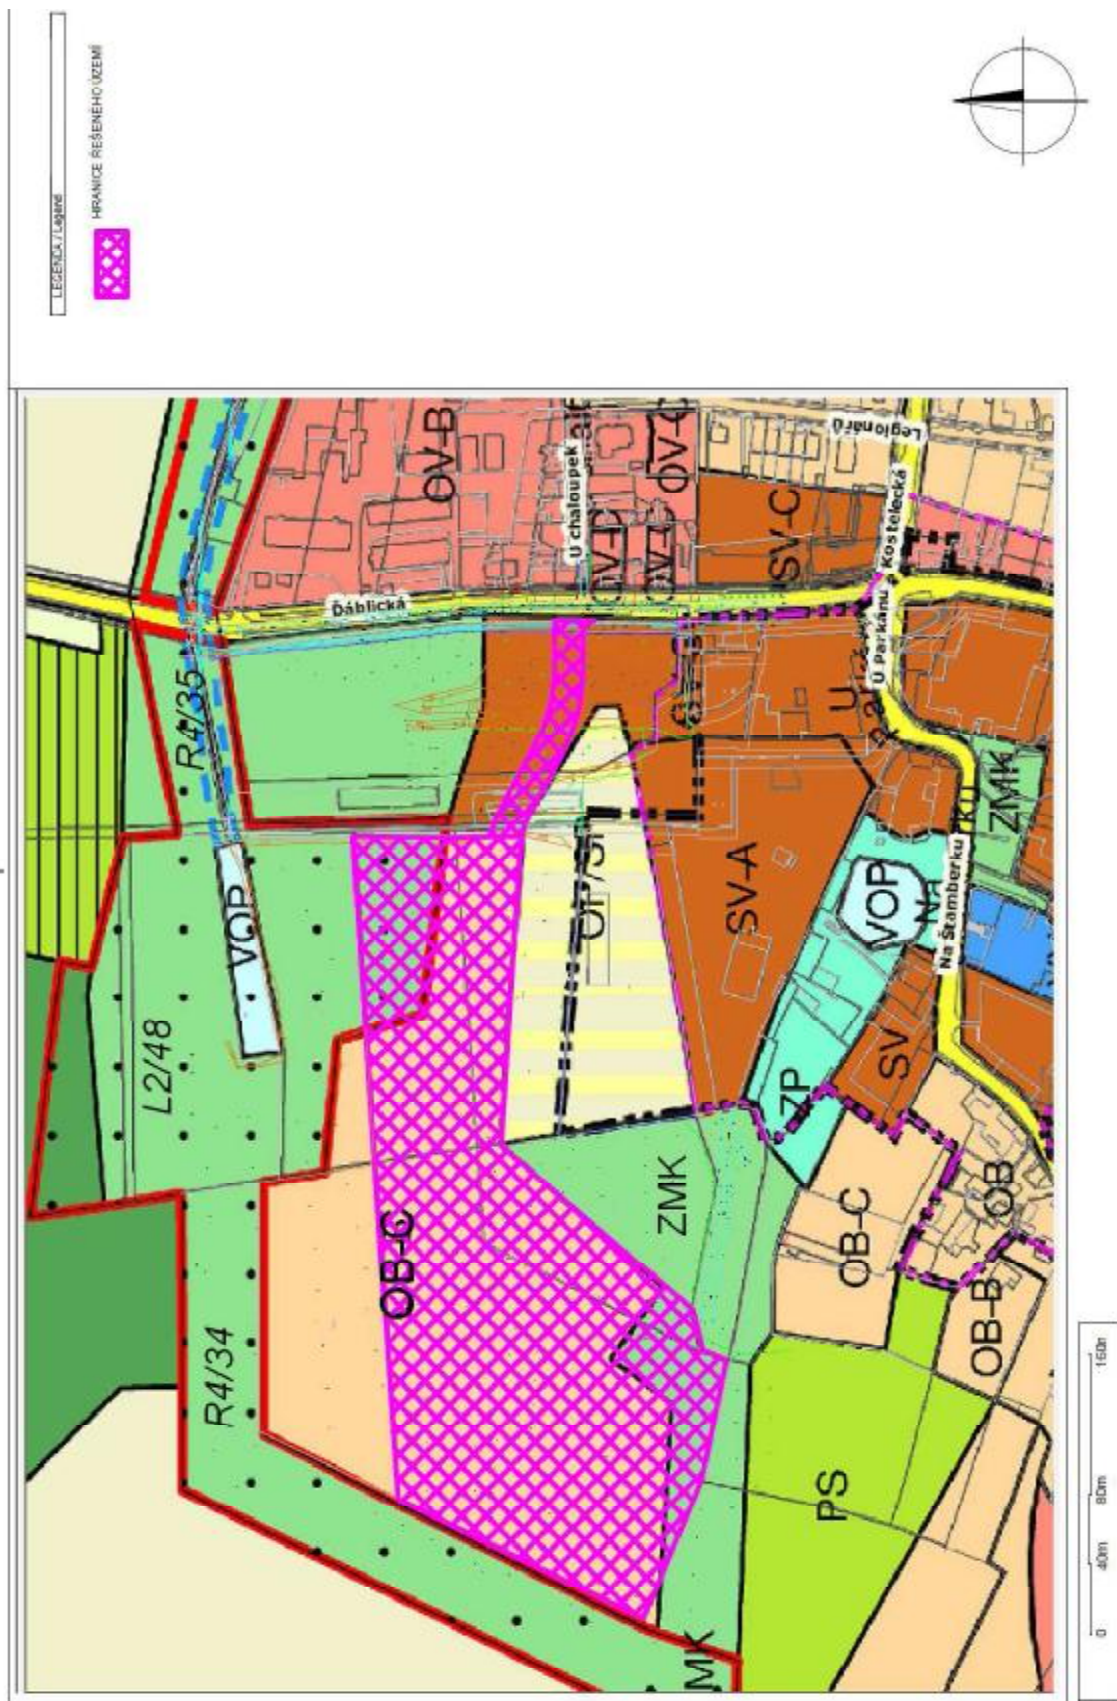 LEGENDA / Legend
HRANICE ŘEŠENÉHO ÚZEMÍ
R4/35
L2/48
R4/34
VOP
Ďáblická
OV-B
U chaloupek
OV-C
OV-C
SV-C
Legionářů
Kostelecká
U Parkánu
OB-C
SV-A
ZMK
VOP
Na Štamberku
ZMK
ZP
SV
OB-C
OB
OB-B
PS
MK
0
40m
80m